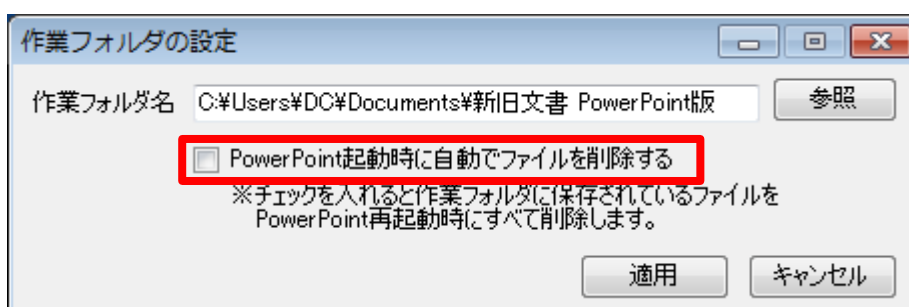 作業フォルダの設定
作業フォルダ名 C:¥Users¥DC¥Documents¥新旧文書 PowerPoint版 参照
PowerPoint起動時に自動でファイルを削除する
※チェックを入れると作業フォルダに保存されているファイルを
PowerPoint再起動時にすべて削除します。
適用 キャンセル